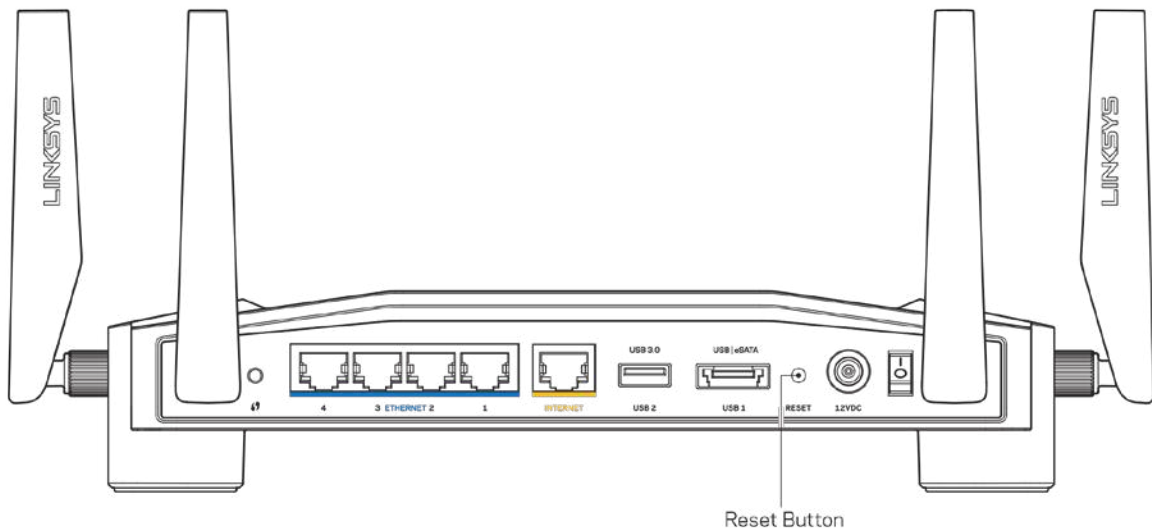 LINKSYS
LINKSYS
USB 3.0
USB | eSATA
4
3 ETHERNET 2
1
INTERNET
USB 2
USB 1
RESET
12VDC
Reset Button